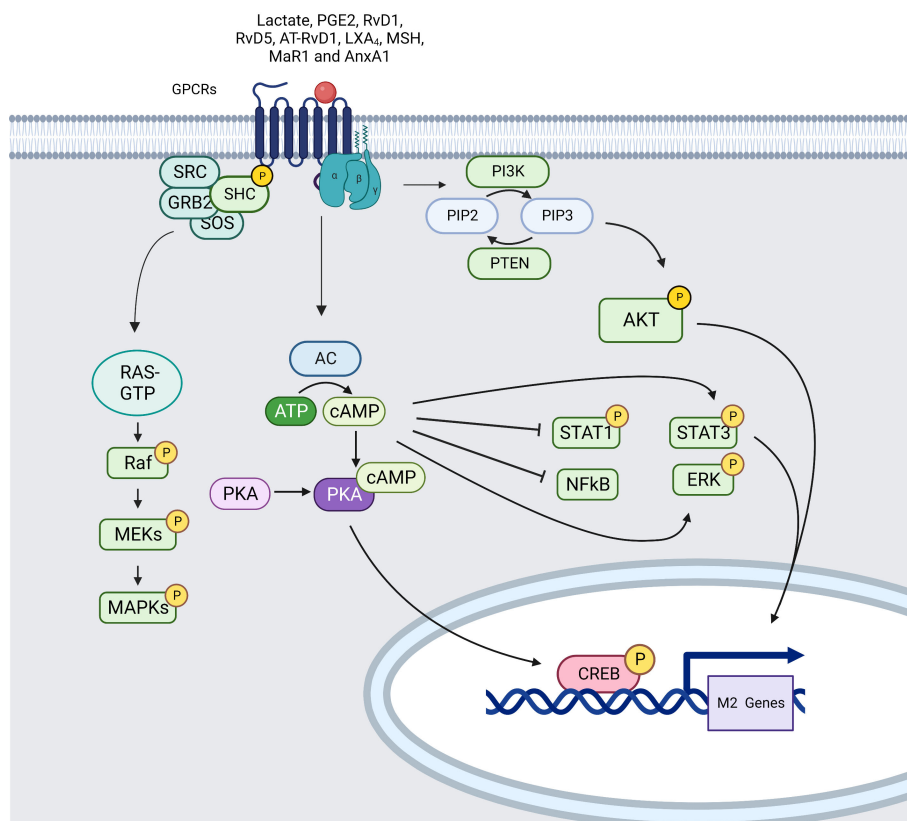 Lactate, PGE2, RvD1,
RvD5, AT-RvD1, LXA₄, MSH,
MaR1 and AnxA1
GPCRs
P
SRC
SHC
GRB2
SOS
α
β
γ
PI3K
PIP2
PIP3
PTEN
P
AKT
RAS-
GTP
AC
ATP
cAMP
P
Raf
P
MEKs
P
MAPKs
PKA
PKA
cAMP
P
STAT1
P
STAT3
NFkB
P
ERK
P
CREB
M2 Genes